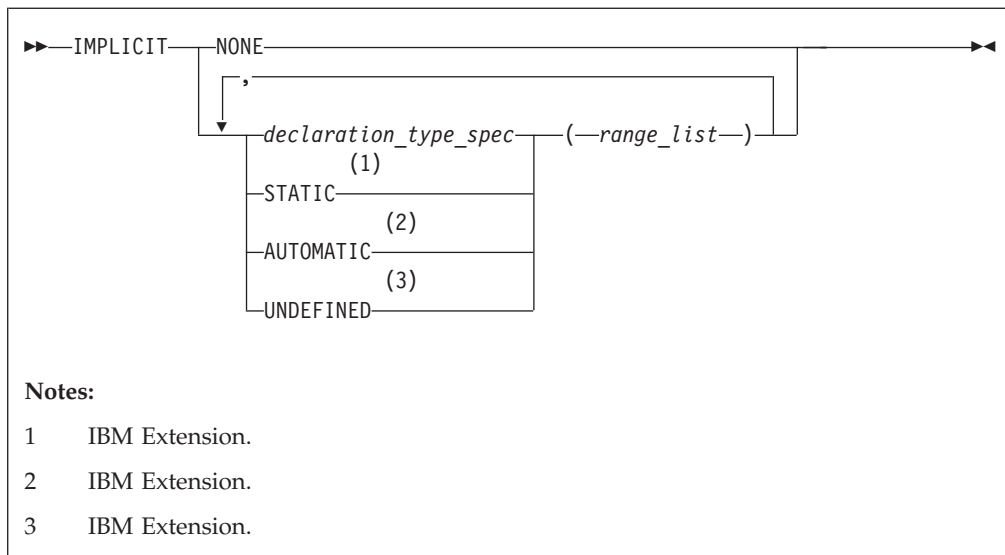 IMPLICIT NONE
,
declaration_type_spec ( range_list )
(1)
STATIC
(2)
AUTOMATIC
(3)
UNDEFINED
Notes:
1 IBM Extension.
2 IBM Extension.
3 IBM Extension.